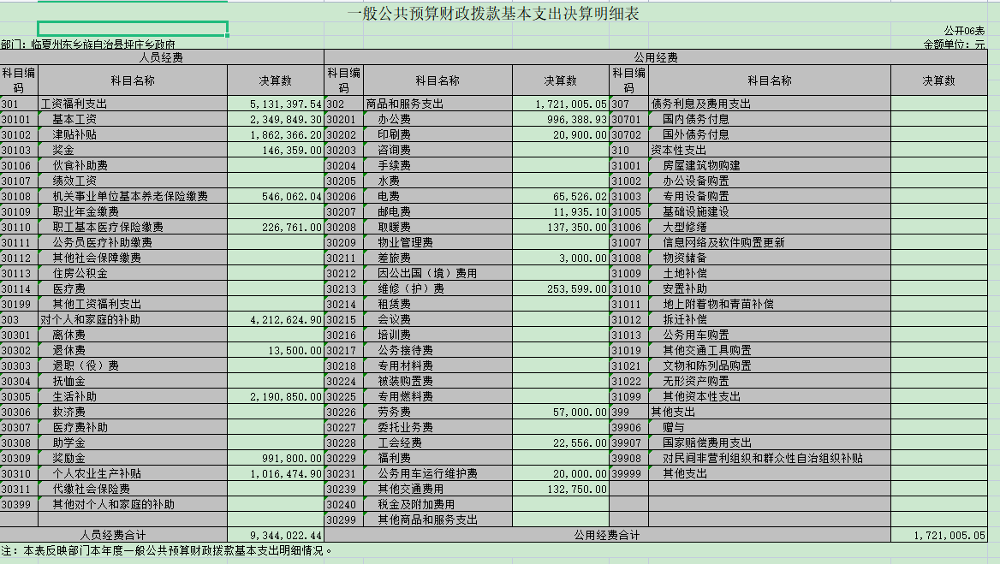 一般公共预算财政拨款基本支出决算明细表
公开06表
部门：临夏州东乡族自治县坪庄乡政府 金额单位：元
人员经费 公用经费
科目编码 科目名称 决算数 科目编码 科目名称 决算数 科目编码 科目名称 决算数
301 工资福利支出 5,131,397.54 302 商品和服务支出 1,721,005.05 307 债务利息及费用支出
30101 基本工资 2,349,849.30 30201 办公费 996,388.93 30701 国内债务付息
30102 津贴补贴 1,862,366.20 30202 印刷费 20,900.00 30702 国外债务付息
30103 奖金 146,359.00 30203 咨询费 310 资本性支出
30106 伙食补助费 30204 手续费 31001 房屋建筑物购建
30107 绩效工资 30205 水费 31002 办公设备购置
30108 机关事业单位基本养老保险缴费 546,062.04 30206 电费 65,526.02 31003 专用设备购置
30109 职业年金缴费 30207 邮电费 11,935.10 31005 基础设施建设
30110 职工基本医疗保险缴费 226,761.00 30208 取暖费 137,350.00 31006 大型修缮
30111 公务员医疗补助缴费 30209 物业管理费 31007 信息网络及软件购置更新
30112 其他社会保障缴费 30211 差旅费 3,000.00 31008 物资储备
30113 住房公积金 30212 因公出国（境）费用 31009 土地补偿
30114 医疗费 30213 维修（护）费 253,599.00 31010 安置补助
30199 其他工资福利支出 30214 租赁费 31011 地上附着物和青苗补偿
303 对个人和家庭的补助 4,212,624.90 30215 会议费 31012 拆迁补偿
30301 离休费 30216 培训费 31013 公务用车购置
30302 退休费 13,500.00 30217 公务接待费 31019 其他交通工具购置
30303 退职（役）费 30218 专用材料费 31021 文物和陈列品购置
30304 抚恤金 30224 被装购置费 31022 无形资产购置
30305 生活补助 2,190,850.00 30225 专用燃料费 31099 其他资本性支出
30306 救济费 30226 劳务费 57,000.00 399 其他支出
30307 医疗费补助 30227 委托业务费 39906 赠与
30308 助学金 30228 工会经费 22,556.00 39907 国家赔偿费用支出
30309 奖励金 991,800.00 30229 福利费 39908 对民间非营利组织和群众性自治组织补贴
30310 个人农业生产补贴 1,016,474.90 30231 公务用车运行维护费 20,000.00 39999 其他支出
30311 代缴社会保险费 30239 其他交通费用 132,750.00
30399 其他对个人和家庭的补助 30240 税金及附加费用
30299 其他商品和服务支出
人员经费合计 9,344,022.44 公用经费合计 1,721,005.05
注：本表反映部门本年度一般公共预算财政拨款基本支出明细情况。